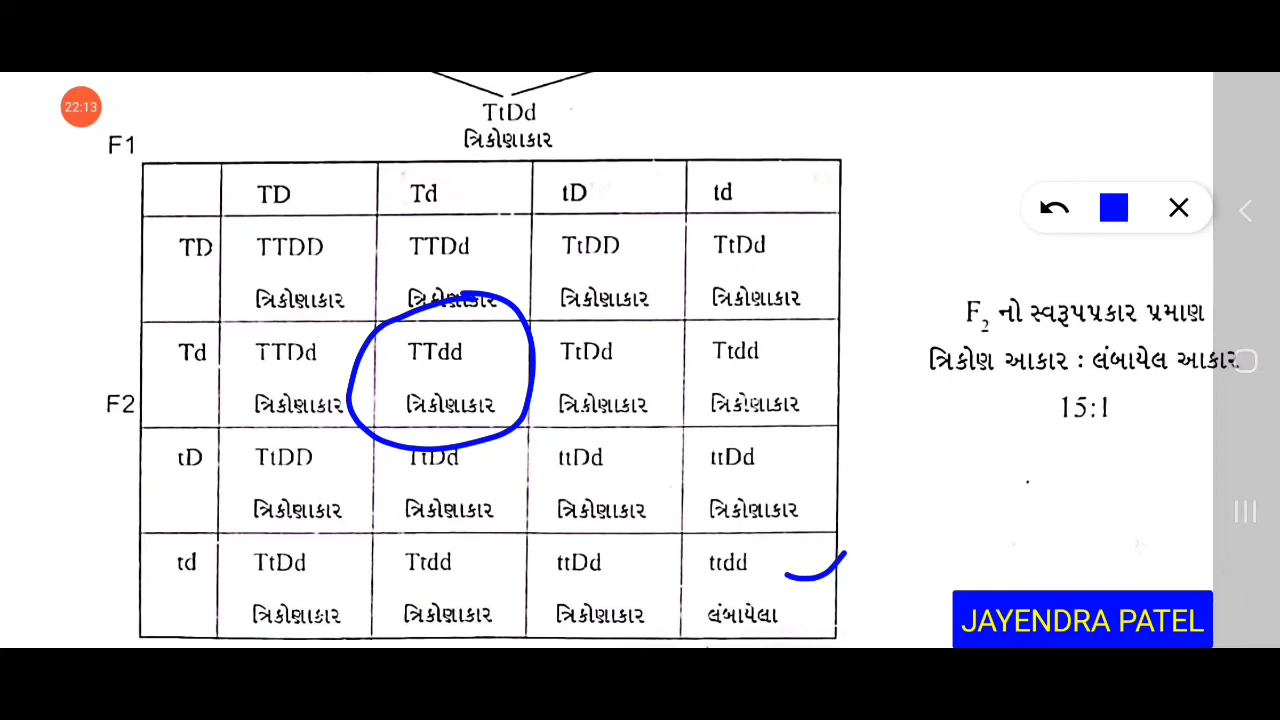 22:13
TtDd
ત્રિકોણાકાર
F1
TD Td tD td
TD TTDD TTDd TtDD TtDd
ત્રિકોણાકાર ત્રિકોણાકાર ત્રિકોણાકાર ત્રિકોણાકાર
Td TTDd TTdd TtDd Ttdd
F2 ત્રિકોણાકાર ત્રિકોણાકાર ત્રિકોણાકાર ત્રિકોણાકાર
tD TtDD TtDd ttDd ttDd
ત્રિકોણાકાર ત્રિકોણાકાર ત્રિકોણાકાર ત્રિકોણાકાર
td TtDd Ttdd ttDd ttdd
ત્રિકોણાકાર ત્રિકોણાકાર ત્રિકોણાકાર લંબાયેલા
F2 નો સ્વરૂપપ્રકાર પ્રમાણ
ત્રિકોણ આકાર : લંબાયેલ આકાર
15:1
JAYENDRA PATEL